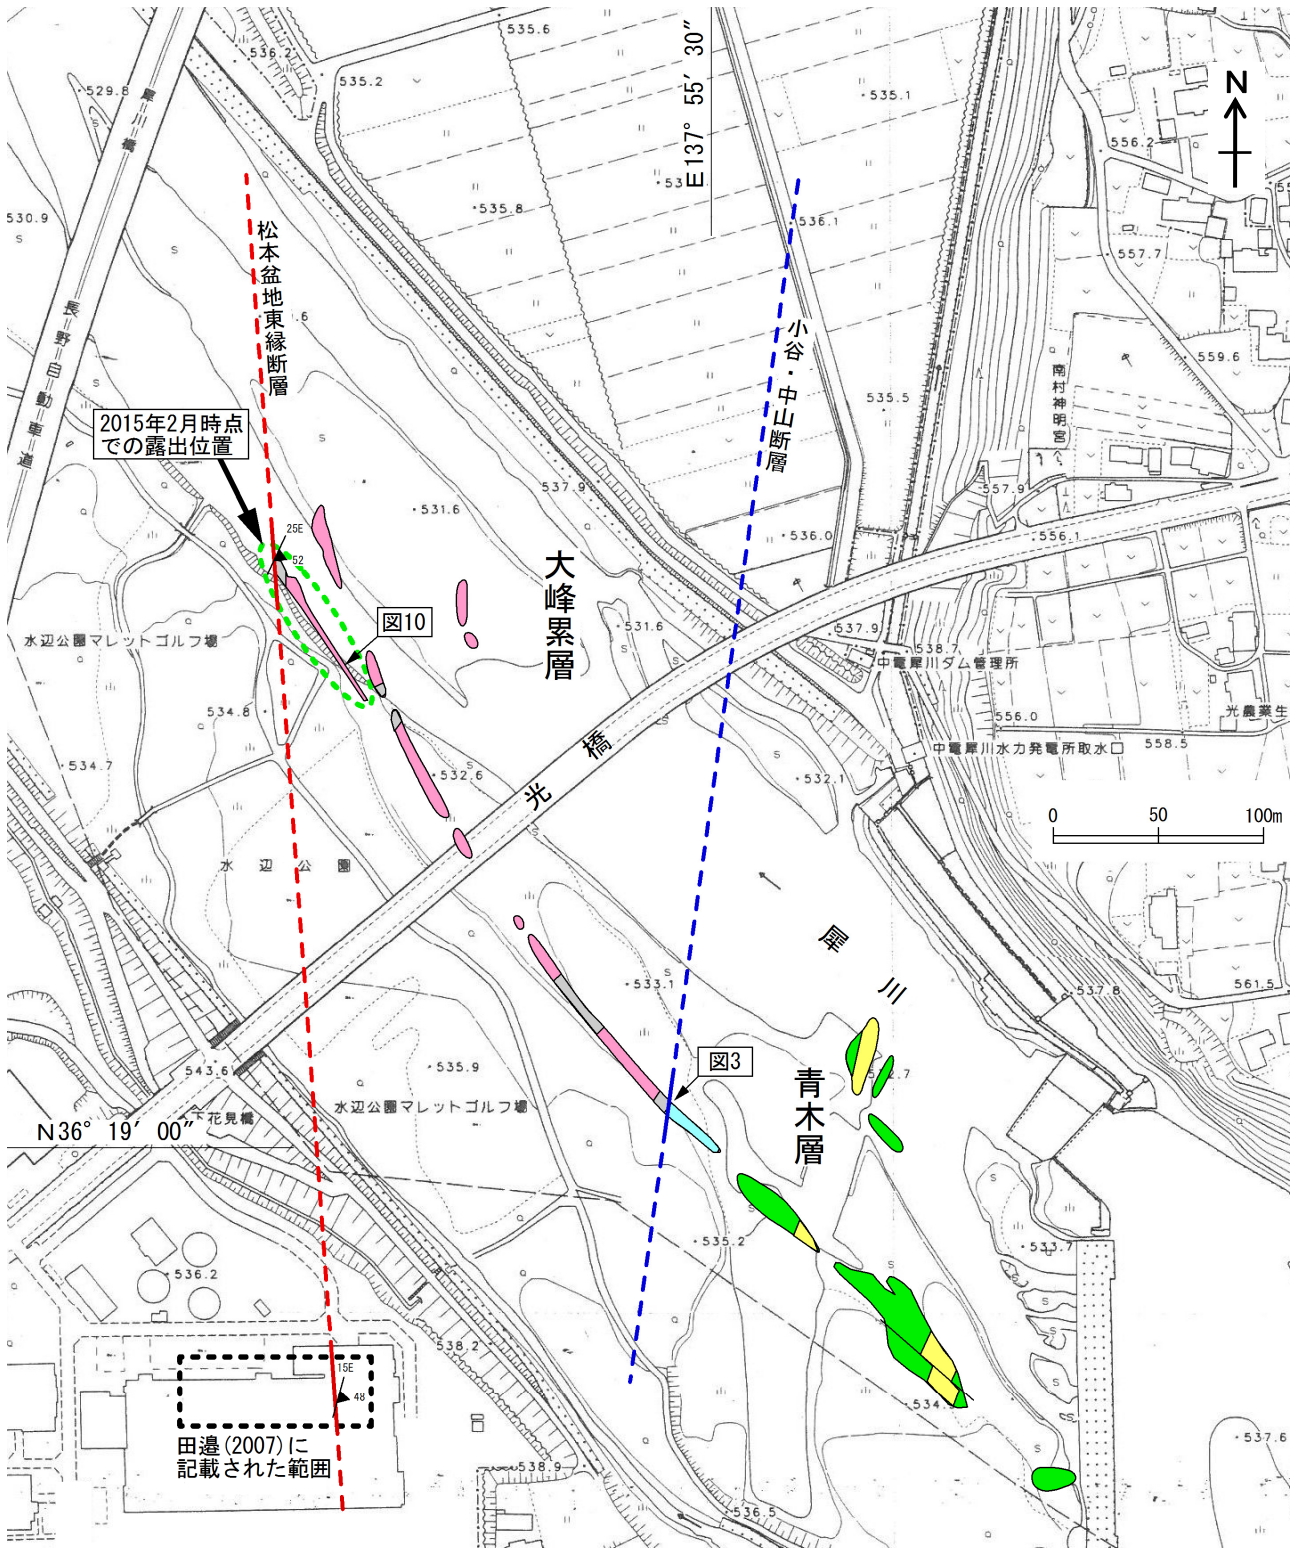 535.6
536.2
535.2
529.8
535.1
E137° 55′ 30″
N
556.2
犀川橋
535.8
536.1
530.9
557.7
松本盆地東縁断層
小谷・中山断層
長野自動車道
559.6
南村神明宮
535.5
2015年2月時点
での露出位置
537.9
557.9
531.6
25E
52
536.0
556.1
大峰累層
図10
水辺公園マレットゴルフ場
531.6
537.9
538.7
中電犀川ダム管理所
534.8
556.0
光農業生
534.7
532.6
532.1
中電犀川水力発電所取水口
558.5
光橋
0 50 100m
水辺公園
犀川
533.1
537.8
561.5
543.6
535.9
図3
青木層
下花見橋
水辺公園マレットゴルフ場
N36° 19′ 00″
535.2
533.7
536.2
538.2
15E
48
田邉(2007)に
記載された範囲
537.6
538.9
536.5